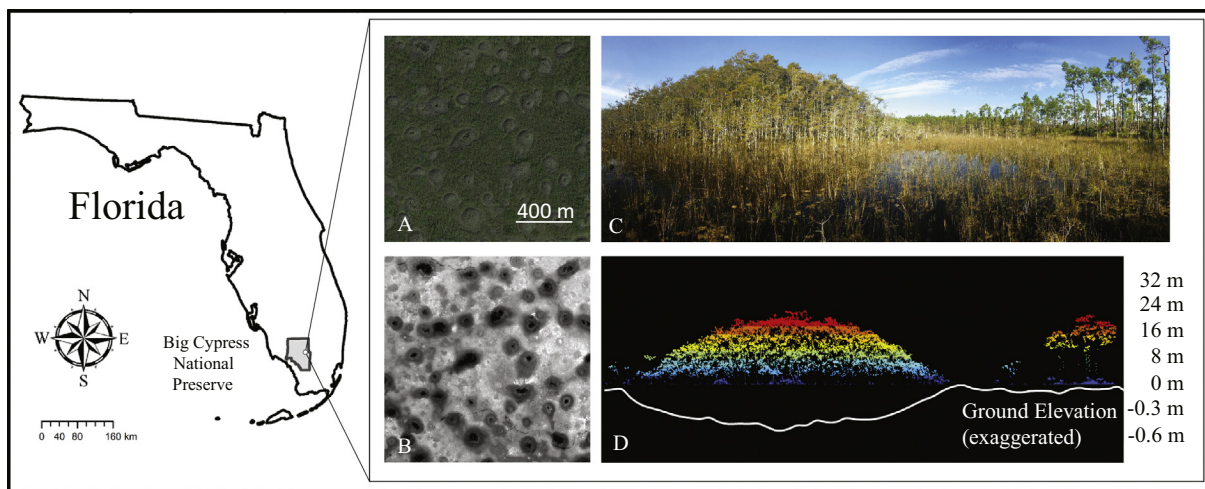 Florida
N
W
E
S
Big Cypress
National
Preserve
0 40 80 160 km
A
400 m
B
C
D
Ground Elevation
(exaggerated)
32 m
24 m
16 m
8 m
0 m
-0.3 m
-0.6 m